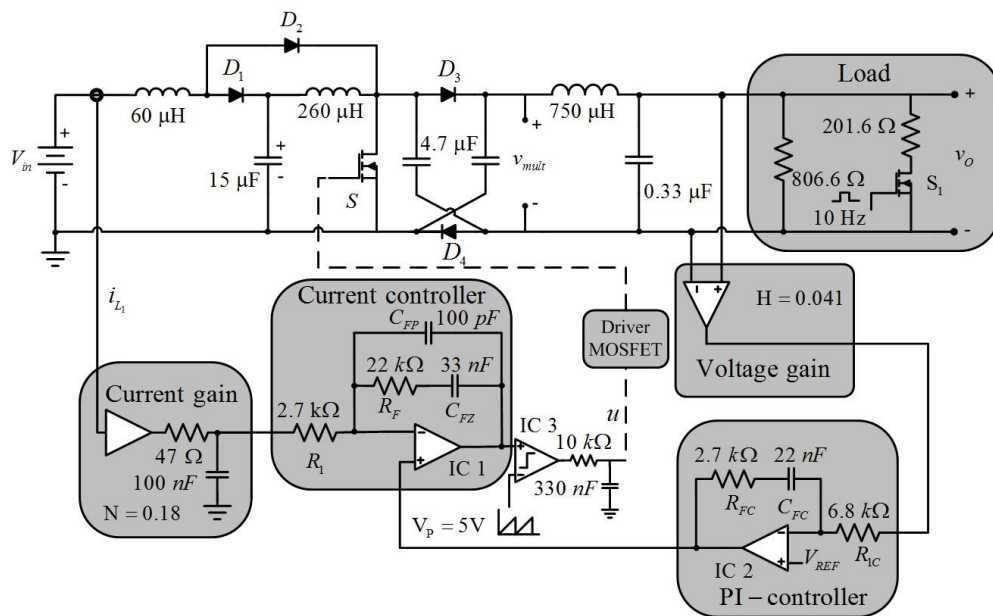 D2
D1
D3
Load
60 μH
260 μH
750 μH
+
201.6 Ω
+
Vin
-
+
15 μF
-
4.7 μF
+
vmult
-
0.33 μF
806.6 Ω
S1
vO
10 Hz
S
D4
-
iL1
Current controller
CFP
100 pF
22 kΩ
33 nF
RF
CFZ
Driver
MOSFET
H = 0.041
Voltage gain
Current gain
2.7 kΩ
R1
IC 1
IC 3
10 kΩ
u
47 Ω
100 nF
N = 0.18
330 nF
VP = 5V
2.7 kΩ
22 nF
RFC
CFC
6.8 kΩ
R1C
VREF
IC 2
PI – controller